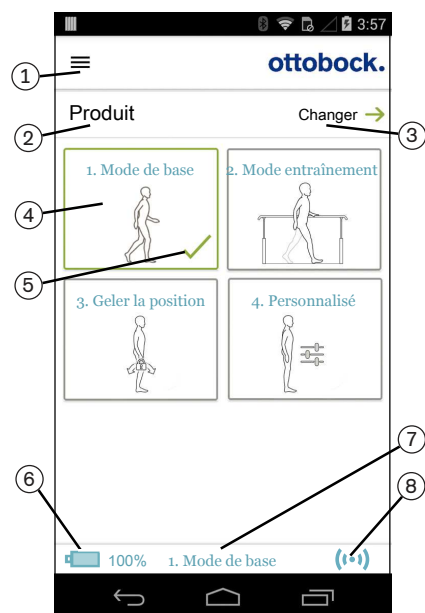 3:57
1
ottobock.
2
Produit
Changer
3
1. Mode de base
2. Mode entraînement
4
5
3. Geler la position
4. Personnalisé
7
6
8
100%
1. Mode de base